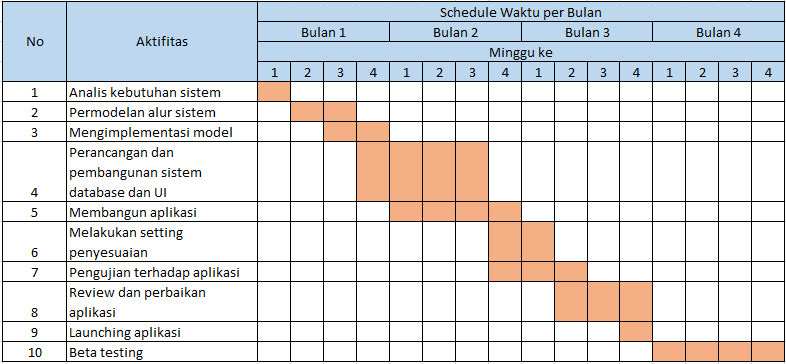 No Aktifitas Schedule Waktu per Bulan
Bulan 1 Bulan 2 Bulan 3 Bulan 4
Minggu ke
1 2 3 4 1 2 3 4 1 2 3 4 1 2 3 4
1 Analis kebutuhan sistem
2 Permodelan alur sistem
3 Mengimplementasi model
Perancangan dan
pembangunan sistem
4 database dan UI
5 Membangun aplikasi
Melakukan setting
6 penyesuaian
7 Pengujian terhadap aplikasi
Review dan perbaikan
8 aplikasi
9 Launching aplikasi
10 Beta testing